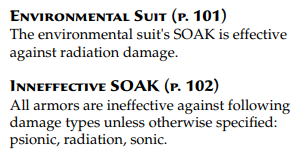 Environmental Suit (p. 101)
The environmental suit's SOAK is effective
against radiation damage.
Inneffective SOAK (p. 102)
All armors are ineffective against following
damage types unless otherwise specified:
psionic, radiation, sonic.